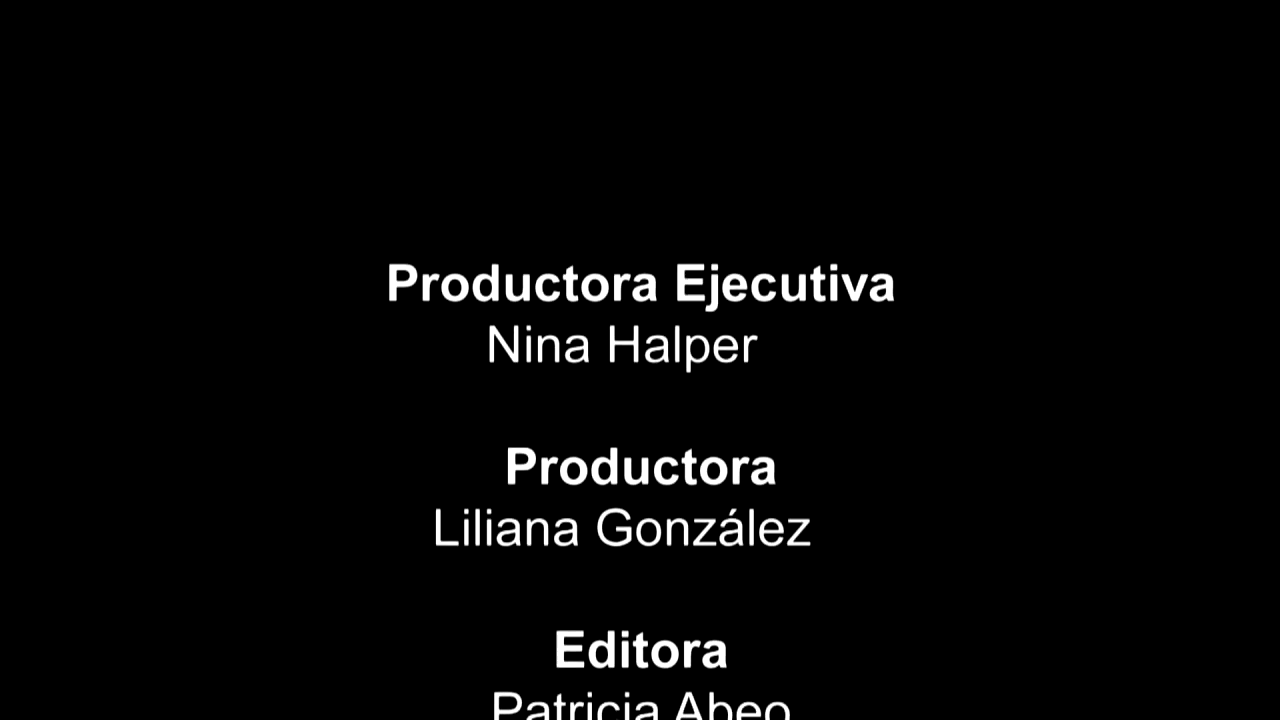 Productora Ejecutiva
Nina Halper
Productora
Liliana González
Editora
Patricia Abeo